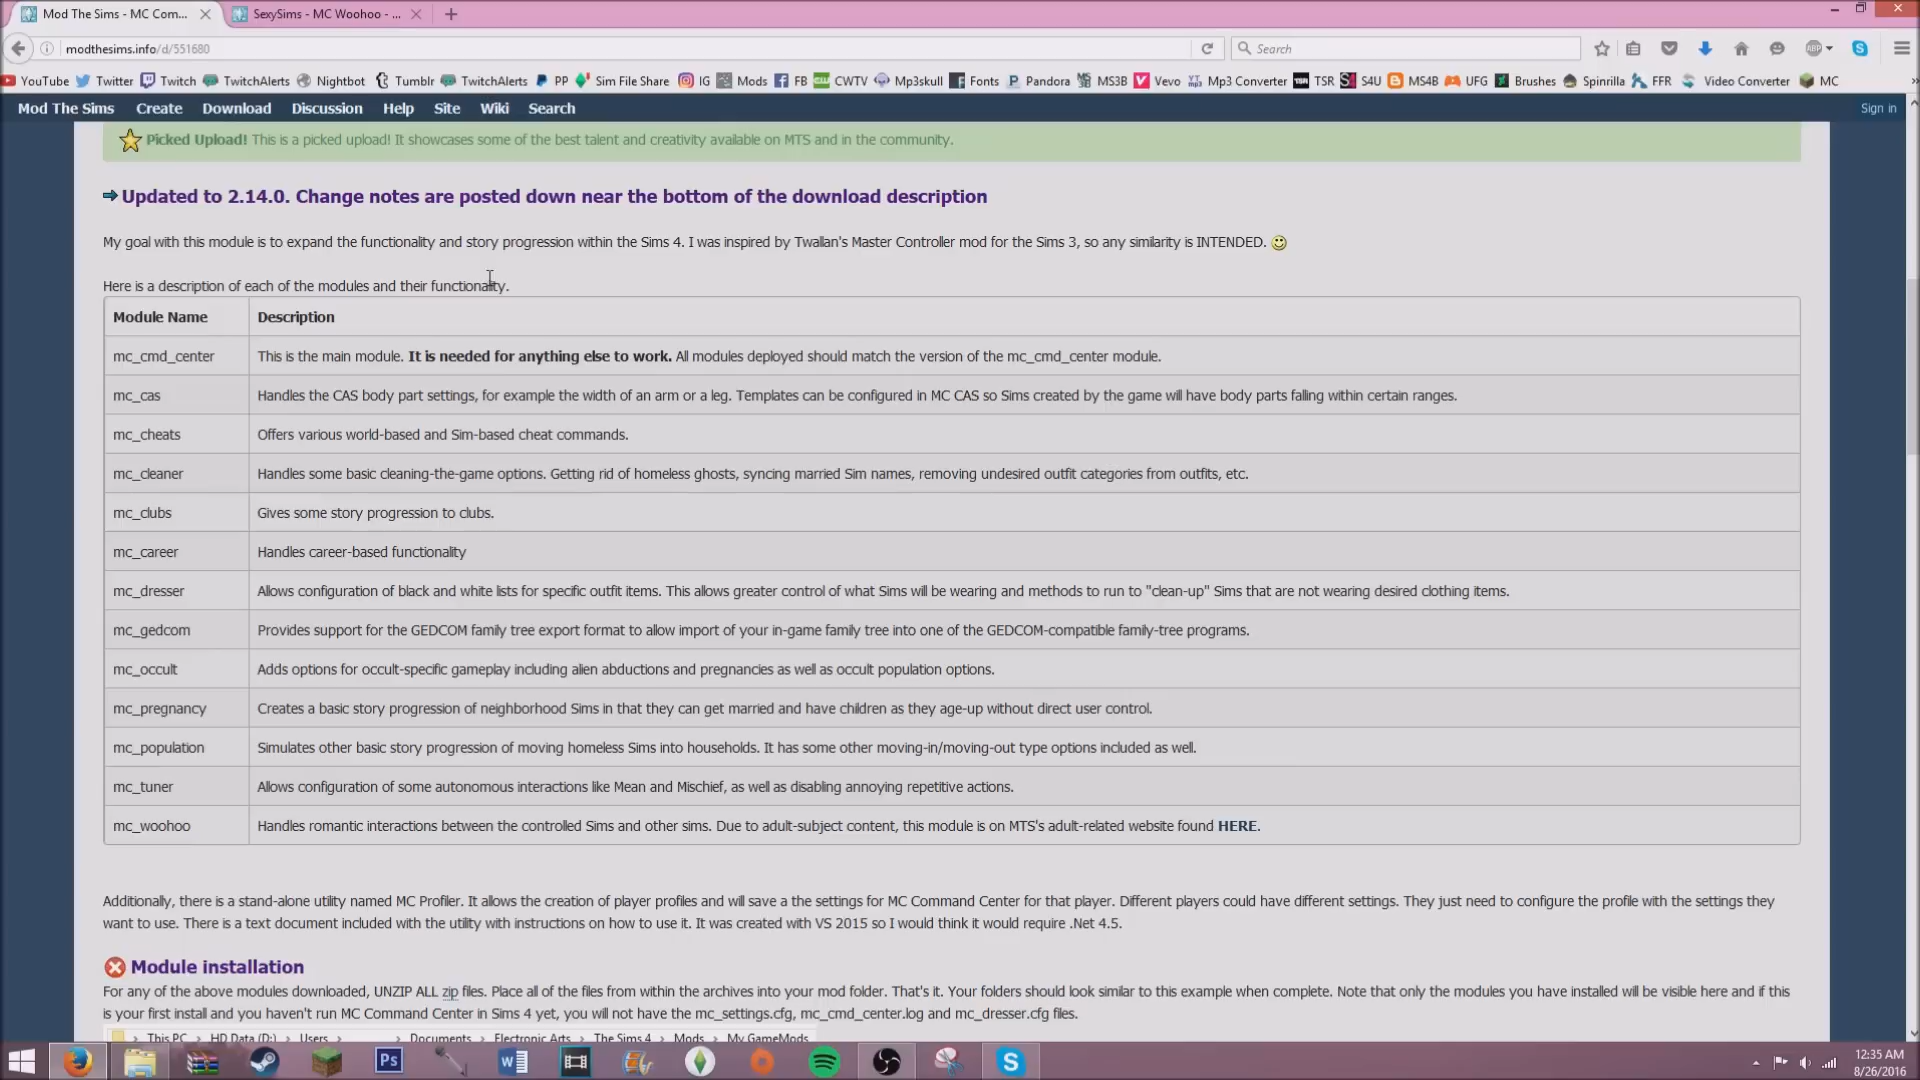 Mod The Sims - MC Com...
SexySims - MC Woohoo - ...
modthesims.info/d/551680
Search
YouTube Twitter Twitch TwitchAlerts Nightbot Tumblr TwitchAlerts PP Sim File Share IG Mods FB CWTV Mp3skull Fonts Pandora MS3B Vevo Mp3 Converter TSR S4U MS4B UFG Brushes Spinrilla FFR Video Converter MC
Mod The Sims Create Download Discussion Help Site Wiki Search Sign in
Picked Upload! This is a picked upload! It showcases some of the best talent and creativity available on MTS and in the community.
Updated to 2.14.0. Change notes are posted down near the bottom of the download description
My goal with this module is to expand the functionality and story progression within the Sims 4. I was inspired by Twallan's Master Controller mod for the Sims 3, so any similarity is INTENDED.
Here is a description of each of the modules and their functionality.
Module Name Description
mc_cmd_center This is the main module. It is needed for anything else to work. All modules deployed should match the version of the mc_cmd_center module.
mc_cas Handles the CAS body part settings, for example the width of an arm or a leg. Templates can be configured in MC CAS so Sims created by the game will have body parts falling within certain ranges.
mc_cheats Offers various world-based and Sim-based cheat commands.
mc_cleaner Handles some basic cleaning-the-game options. Getting rid of homeless ghosts, syncing married Sim names, removing undesired outfit categories from outfits, etc.
mc_clubs Gives some story progression to clubs.
mc_career Handles career-based functionality
mc_dresser Allows configuration of black and white lists for specific outfit items. This allows greater control of what Sims will be wearing and methods to run to "clean-up" Sims that are not wearing desired clothing items.
mc_gedcom Provides support for the GEDCOM family tree export format to allow import of your in-game family tree into one of the GEDCOM-compatible family-tree programs.
mc_occult Adds options for occult-specific gameplay including alien abductions and pregnancies as well as occult population options.
mc_pregnancy Creates a basic story progression of neighborhood Sims in that they can get married and have children as they age-up without direct user control.
mc_population Simulates other basic story progression of moving homeless Sims into households. It has some other moving-in/moving-out type options included as well.
mc_tuner Allows configuration of some autonomous interactions like Mean and Mischief, as well as disabling annoying repetitive actions.
mc_woohoo Handles romantic interactions between the controlled Sims and other sims. Due to adult-subject content, this module is on MTS's adult-related website found HERE.
Additionally, there is a stand-alone utility named MC Profiler. It allows the creation of player profiles and will save a the settings for MC Command Center for that player. Different players could have different settings. They just need to configure the profile with the settings they
want to use. There is a text document included with the utility with instructions on how to use it. It was created with VS 2015 so I would think it would require .Net 4.5.
Module installation
For any of the above modules downloaded, UNZIP ALL zip files. Place all of the files from within the archives into your mod folder. That's it. Your folders should look similar to this example when complete. Note that only the modules you have installed will be visible here and if this
is your first install and you haven't run MC Command Center in Sims 4 yet, you will not have the mc_settings.cfg, mc_cmd_center.log and mc_dresser.cfg files.
This PC › HD Data (D:) › Users › Documents › Electronic Arts › The Sims 4 › Mods › My GameMods
12:35 AM
8/26/2016